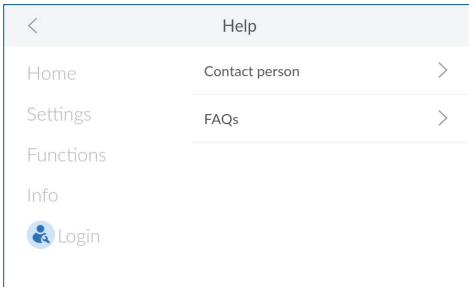 Help
Home
Settings
Functions
Info
Login
Contact person
FAQs